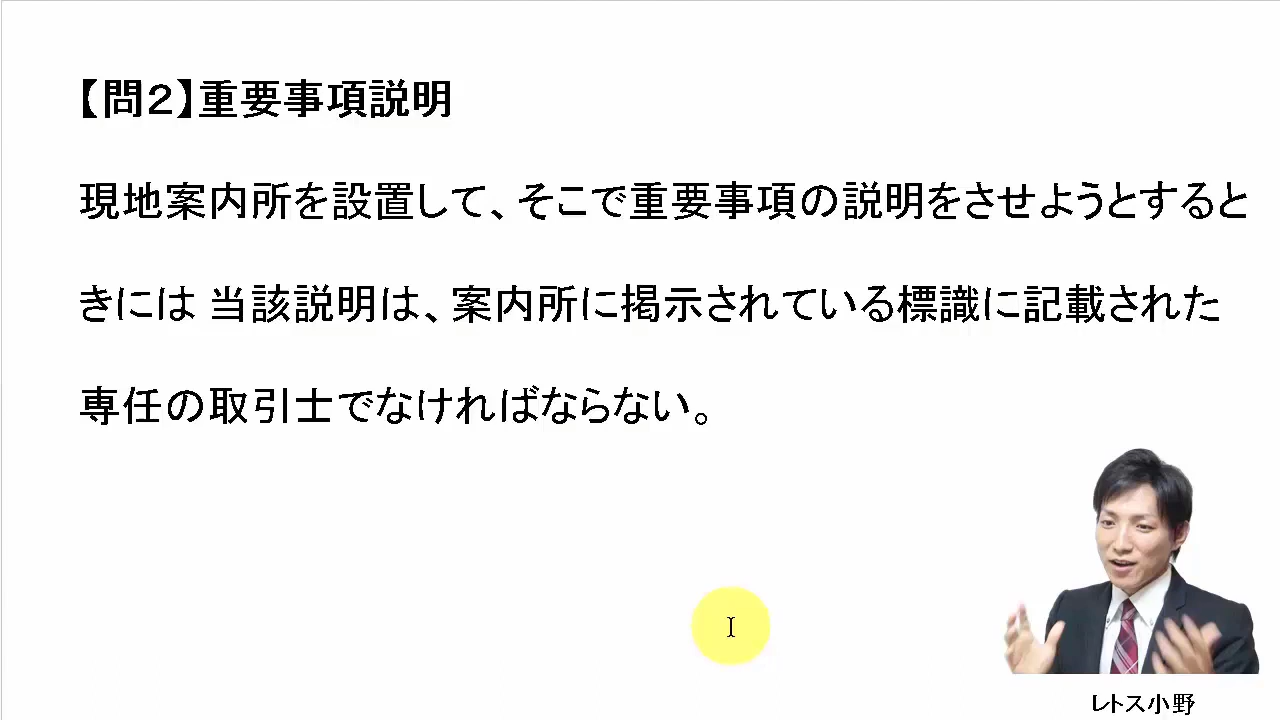 【問２】重要事項説明
現地案内所を設置して、そこで重要事項の説明をさせようとすると
きには 当該説明は、案内所に掲示されている標識に記載された
専任の取引士でなければならない。
レトス小野